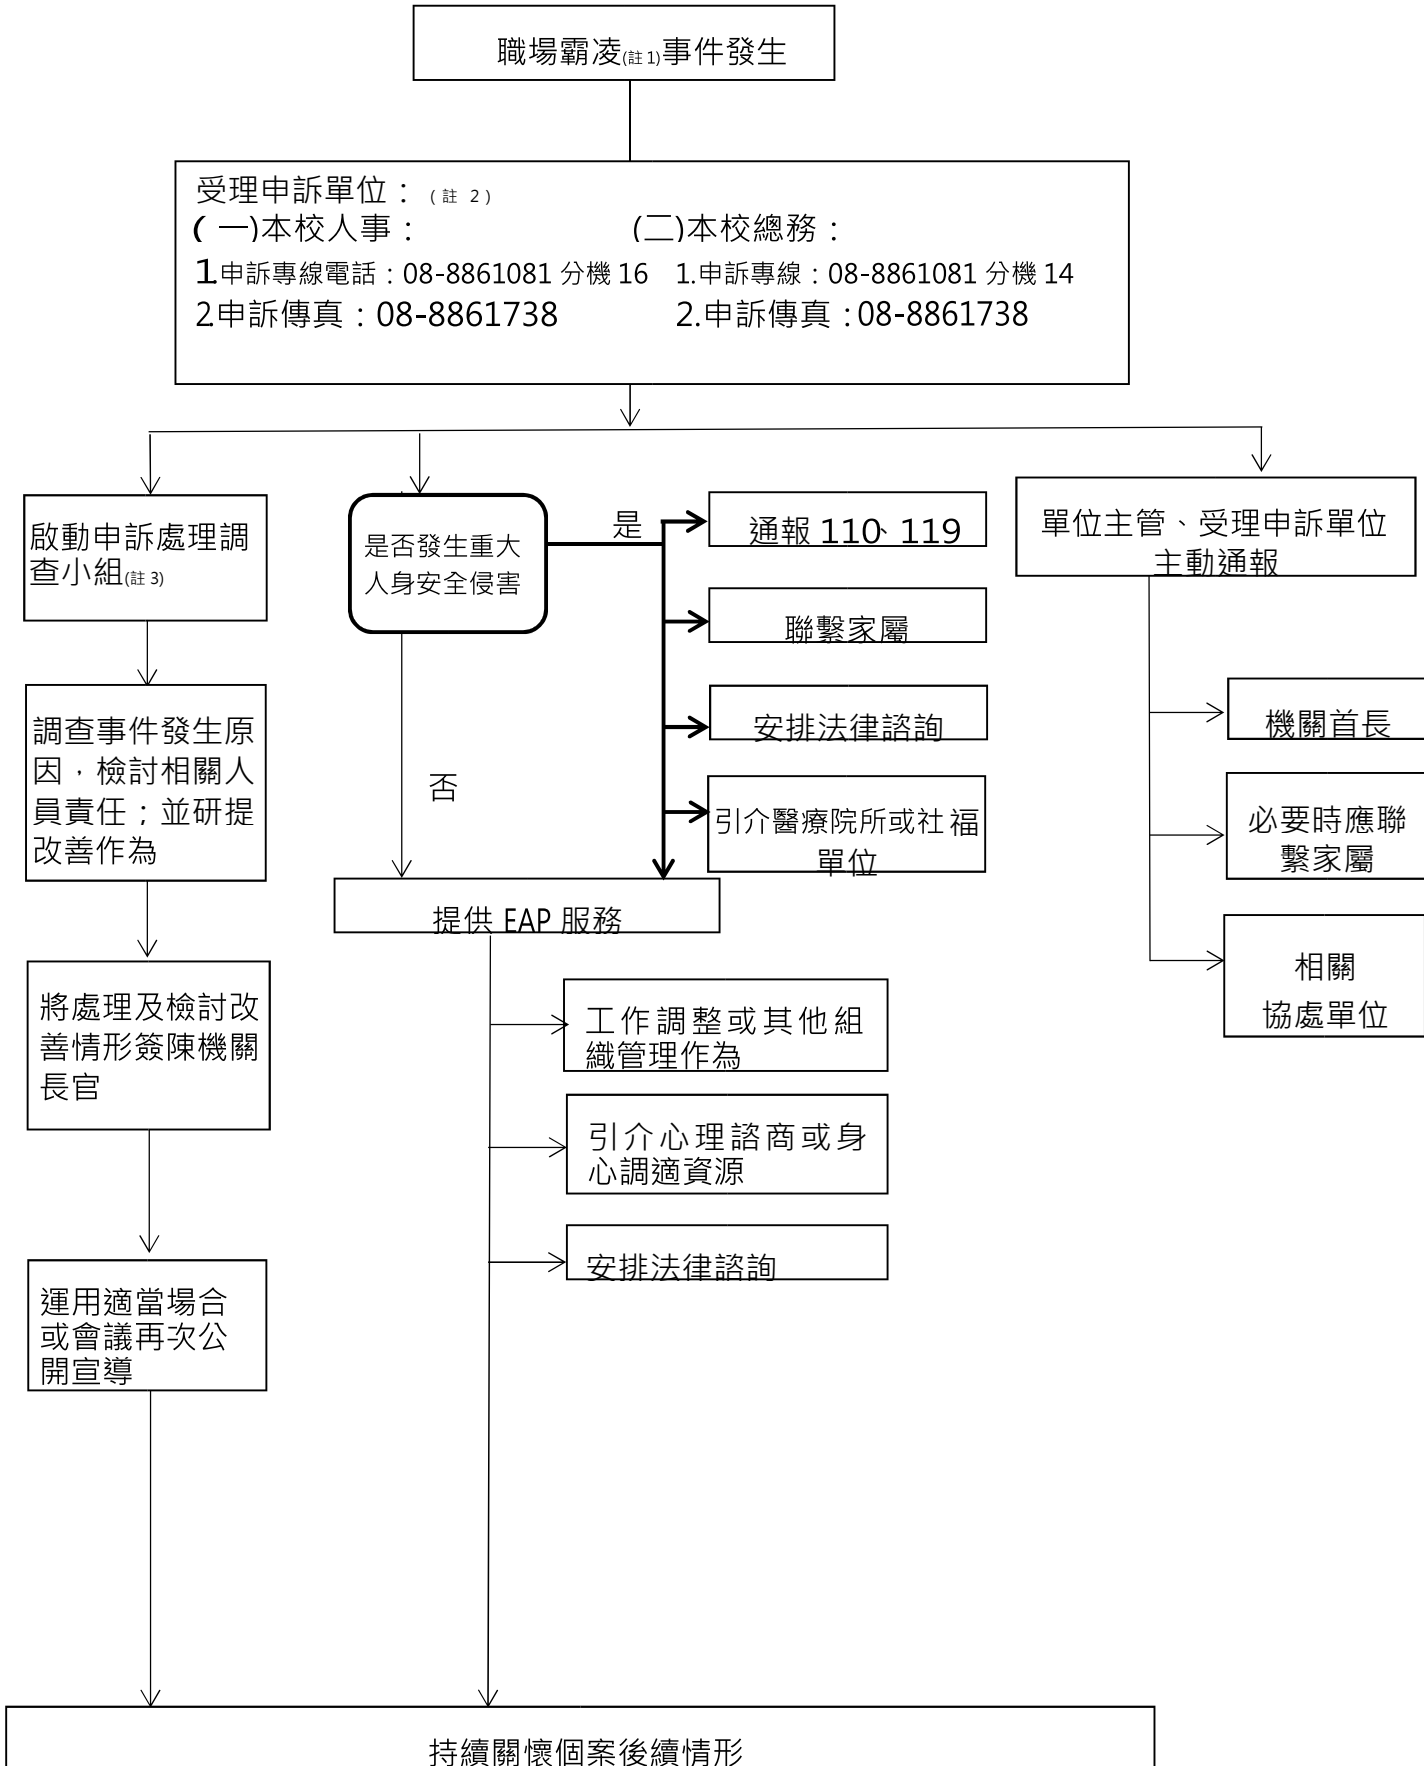 職場霸凌(註1)事件發生
受理申訴單位：(註 2)
(一)本校人事： (二)本校總務：
1.申訴專線電話：08-8861081 分機 16 1.申訴專線：08-8861081 分機 14
2.申訴傳真：08-8861738 2.申訴傳真：08-8861738
啟動申訴處理調
查小組(註 3)
調查事件發生原
因，檢討相關人
員責任；並研提
改善作為
將處理及檢討改
善情形簽陳機關
長官
運用適當場合
或會議再次公
開宣導
是否發生重大
人身安全侵害
是
否
通報 110、119
聯繫家屬
安排法律諮詢
引介醫療院所或社福
單位
提供 EAP 服務
工作調整或其他組
織管理作為
引介心理諮商或身
心調適資源
安排法律諮詢
單位主管、受理申訴單位
主動通報
機關首長
必要時應聯
繫家屬
相關
協處單位
持續關懷個案後續情形